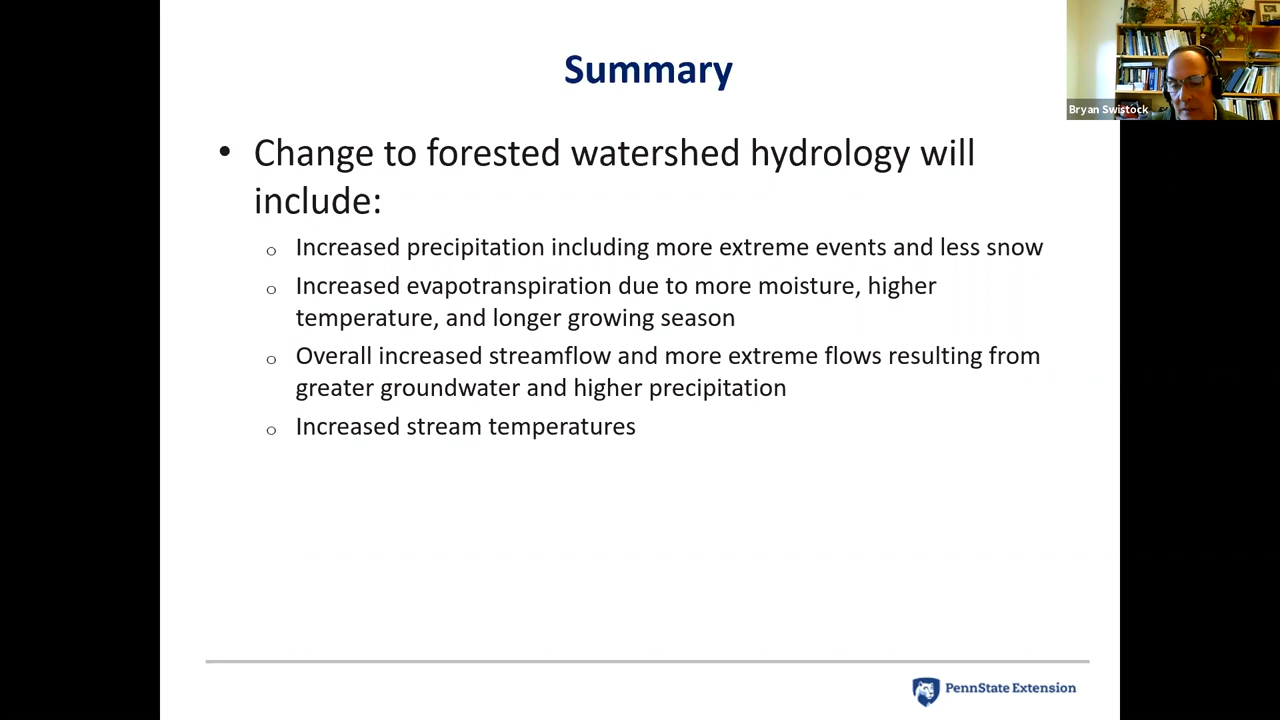 Summary
Bryan Swistock
• Change to forested watershed hydrology will
include:
o Increased precipitation including more extreme events and less snow
o Increased evapotranspiration due to more moisture, higher
temperature, and longer growing season
o Overall increased streamflow and more extreme flows resulting from
greater groundwater and higher precipitation
o Increased stream temperatures
PennState Extension